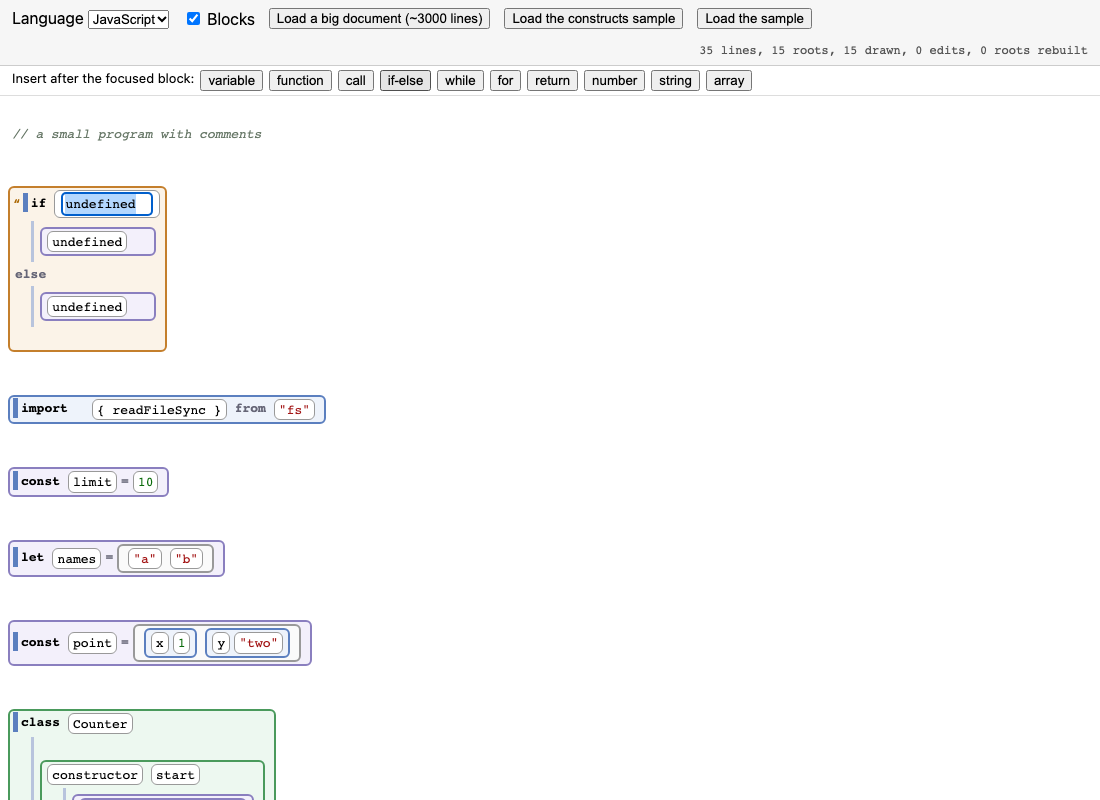 Language JavaScript Blocks Load a big document (~3000 lines) Load the constructs sample Load the sample
35 lines, 15 roots, 15 drawn, 0 edits, 0 roots rebuilt
Insert after the focused block: variable function call if-else while for return number string array
// a small program with comments
“ if undefined
undefined
else
undefined
import { readFileSync } from "fs"
const limit = 10
let names = "a" "b"
const point = x 1 y "two"
class Counter
constructor start